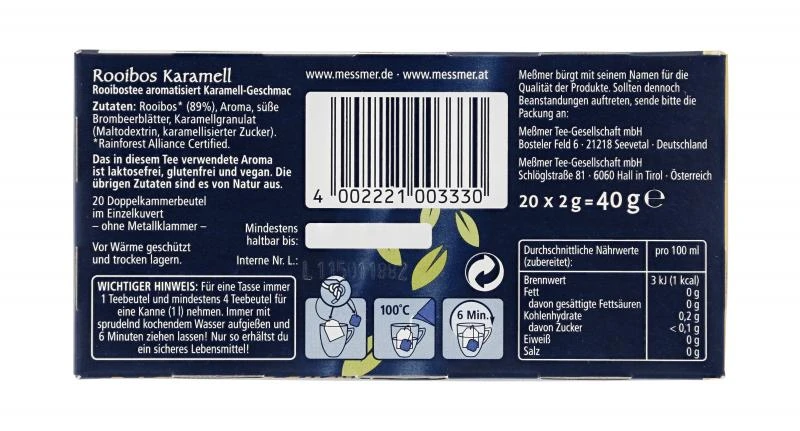 Rooibos Karamell
Rooibostee aromatisiert Karamell-Geschmac
Zutaten: Rooibos* (89%), Aroma, süße
Brombeerblätter, Karamellgranulat
(Maltodextrin, karamellisierter Zucker).
*Rainforest Alliance Certified.
Das in diesem Tee verwendete Aroma
ist laktosefrei, glutenfrei und vegan. Die
übrigen Zutaten sind es von Natur aus.
20 Doppelkammerbeutel
im Einzelkuvert
– ohne Metallklammer –
Vor Wärme geschützt
und trocken lagern.
Mindestens
haltbar bis:
Interne Nr. L.:
WICHTIGER HINWEIS: Für eine Tasse immer
1 Teebeutel und mindestens 4 Teebeutel für
eine Kanne (1 l) nehmen. Immer mit
sprudelnd kochendem Wasser aufgießen und
6 Minuten ziehen lassen! Nur so erhältst du
ein sicheres Lebensmittel!
www.messmer.de · www.messmer.at
4 002221 003330
100°C
6 Min.
Meßmer bürgt mit seinem Namen für die
Qualität der Produkte. Sollten dennoch
Beanstandungen auftreten, sende bitte die
Packung an:
Meßmer Tee-Gesellschaft mbH
Bosteler Feld 6 · 21218 Seevetal · Deutschland
Meßmer Tee-Gesellschaft mbH
Schlöglstraße 81 · 6060 Hall in Tirol · Österreich
20 x 2 g = 40 g ℮
Durchschnittliche Nährwerte (zubereitet): pro 100 ml
Brennwert 3 kJ (1 kcal)
Fett 0 g
davon gesättigte Fettsäuren 0 g
Kohlenhydrate 0,2 g
davon Zucker < 0,1 g
Eiweiß 0 g
Salz 0 g